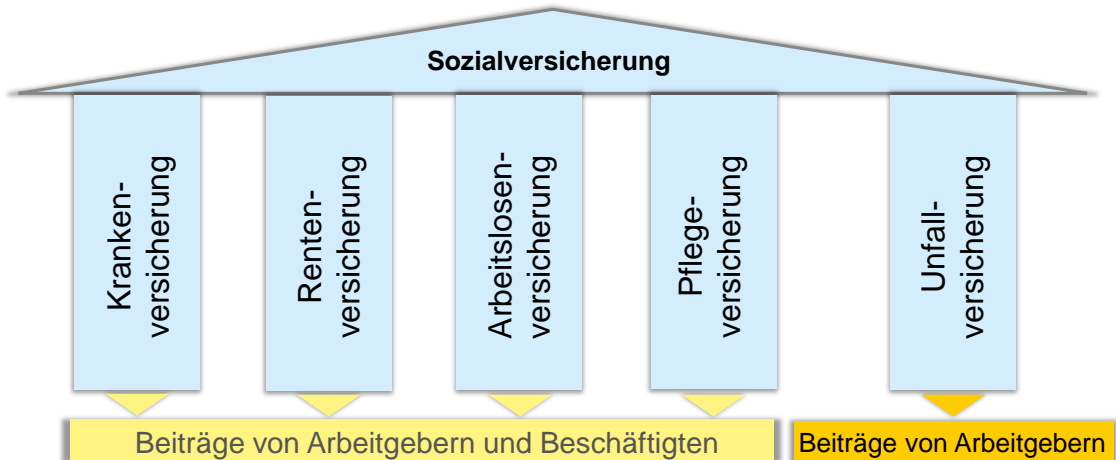 Sozialversicherung
Kranken-
versicherung
Renten-
versicherung
Arbeitslosen-
versicherung
Pflege-
versicherung
Unfall-
versicherung
Beiträge von Arbeitgebern und Beschäftigten
Beiträge von Arbeitgebern